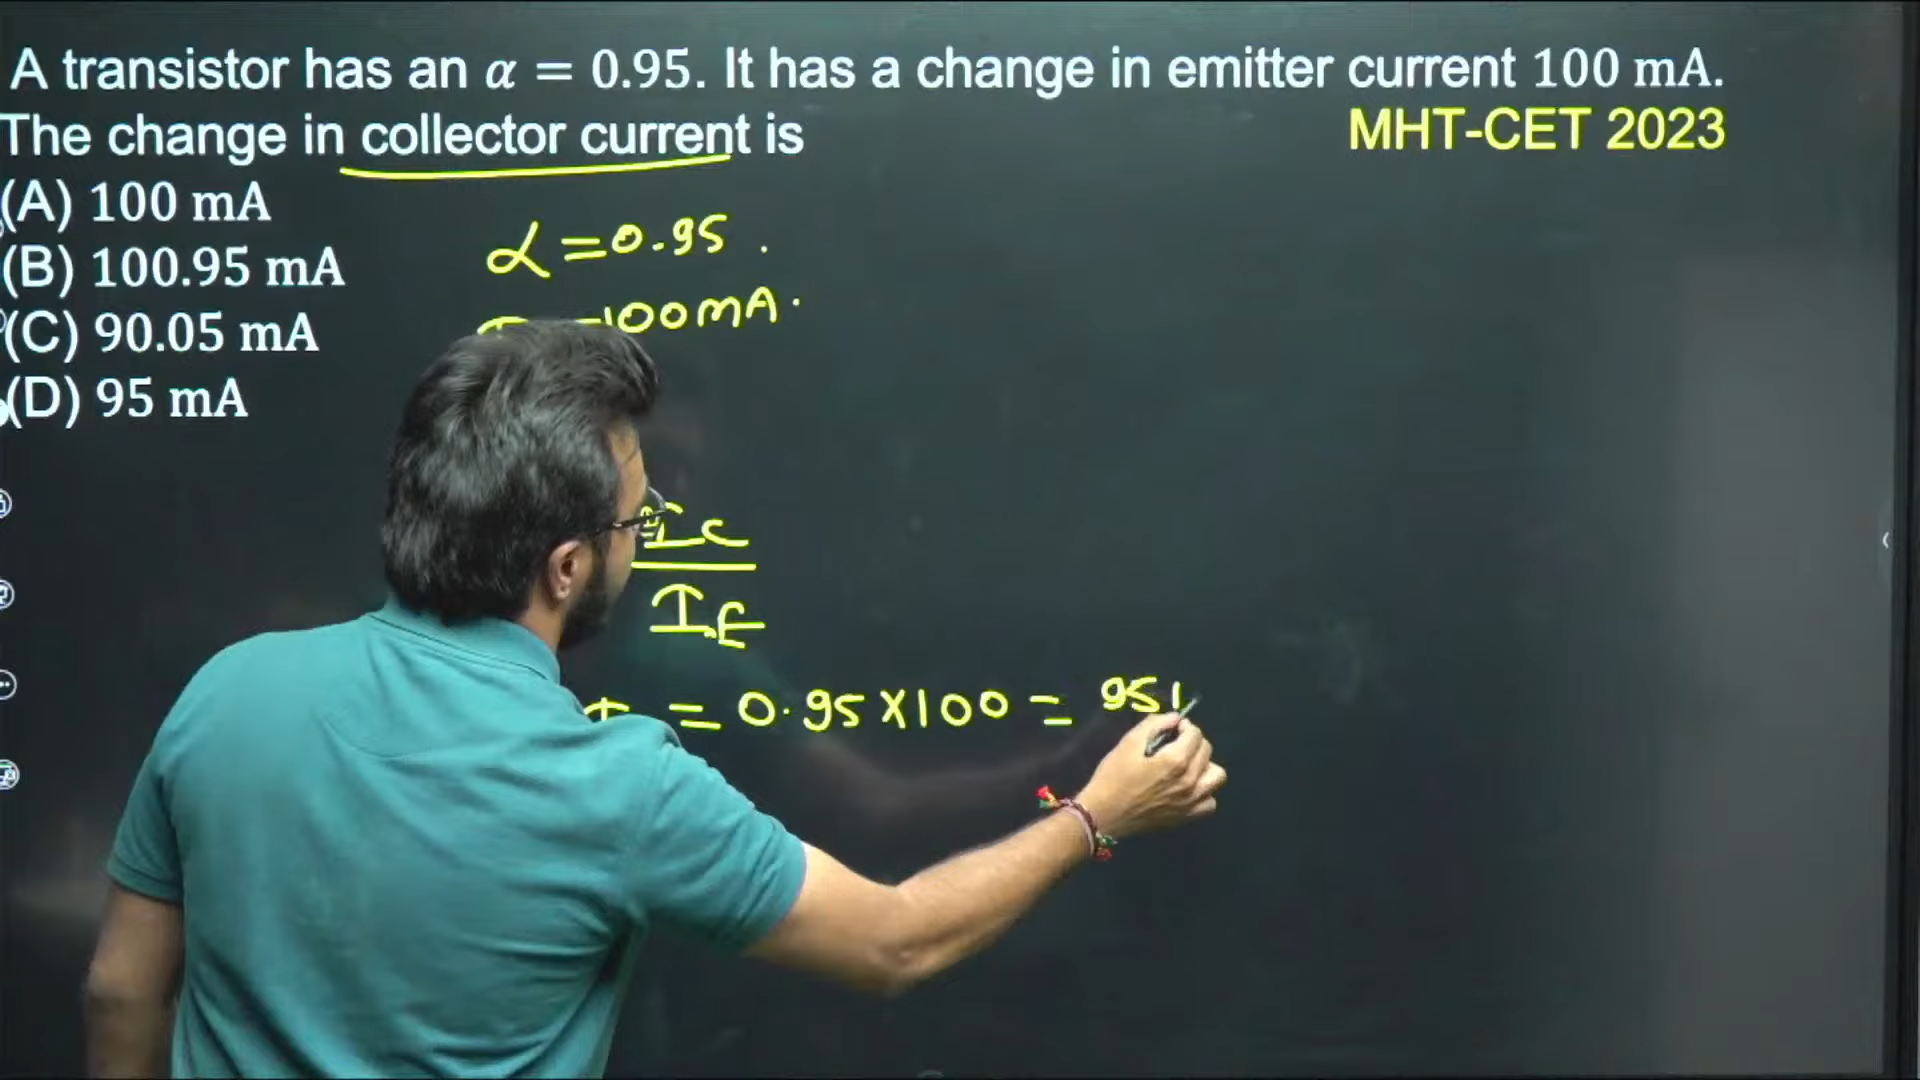 A transistor has an α = 0.95. It has a change in emitter current 100 mA.
The change in collector current is
MHT-CET 2023
(A) 100 mA
(B) 100.95 mA
(C) 90.05 mA
(D) 95 mA
α = 0.95 .
100mA.
Ic
IE
= 0.95 × 100 = 95